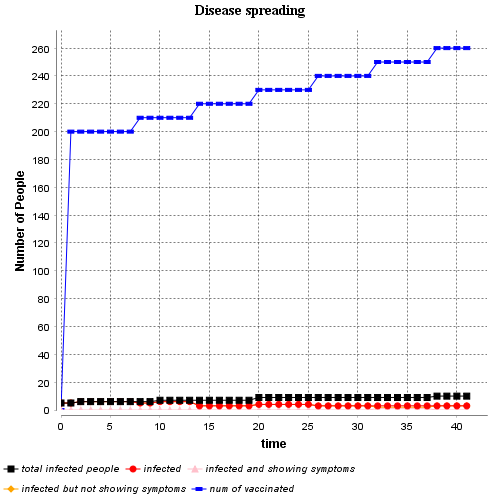 Disease spreading
Number of People
260
240
220
200
180
160
140
120
100
80
60
40
20
0
0 5 10 15 20 25 30 35 40
time
total infected people infected infected and showing symptoms
infected but not showing symptoms num of vaccinated